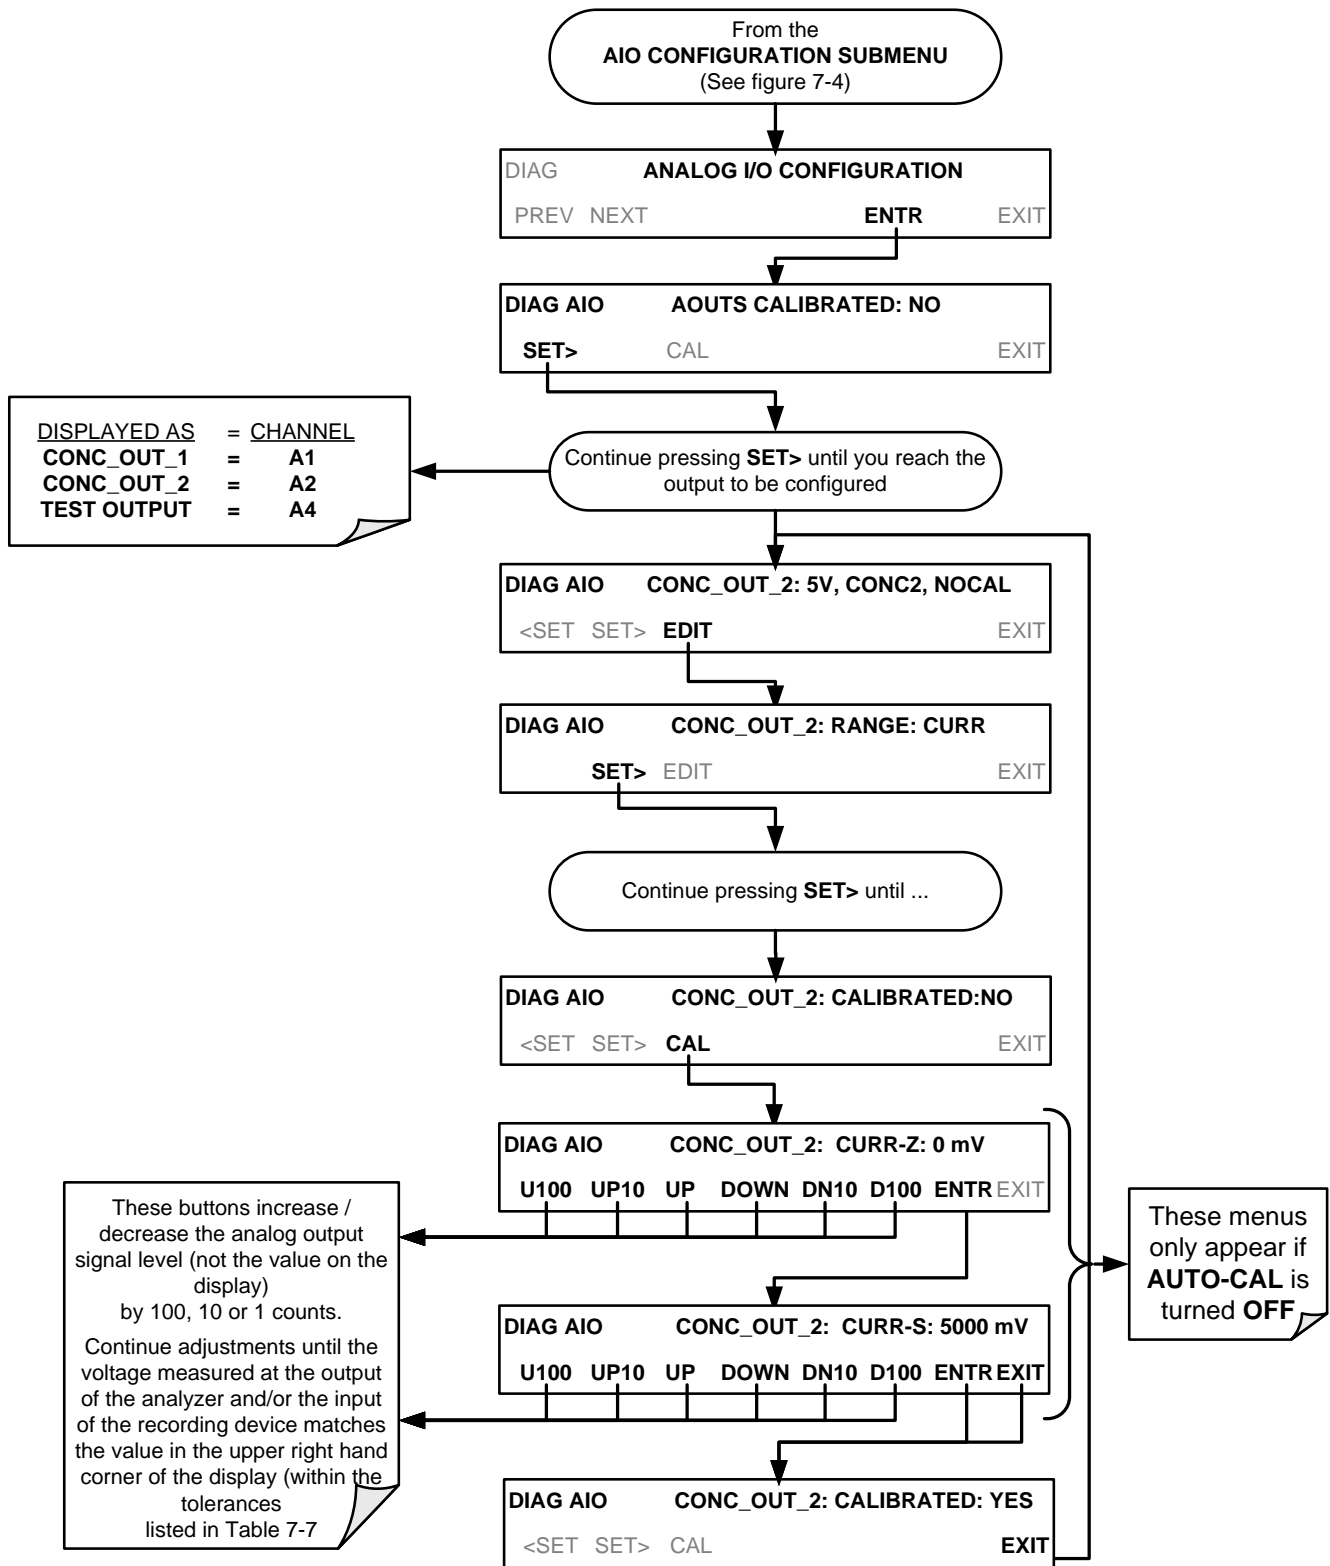 From the
AIO CONFIGURATION SUBMENU
(See figure 7-4)
DIAG ANALOG I/O CONFIGURATION
PREV NEXT ENTR EXIT
DIAG AIO AOUTS CALIBRATED: NO
SET> CAL EXIT
DISPLAYED AS = CHANNEL
CONC_OUT_1 = A1
CONC_OUT_2 = A2
TEST OUTPUT = A4
Continue pressing SET> until you reach the
output to be configured
DIAG AIO CONC_OUT_2: 5V, CONC2, NOCAL
<SET SET> EDIT EXIT
DIAG AIO CONC_OUT_2: RANGE: CURR
SET> EDIT EXIT
Continue pressing SET> until ...
DIAG AIO CONC_OUT_2: CALIBRATED:NO
<SET SET> CAL EXIT
DIAG AIO CONC_OUT_2: CURR-Z: 0 mV
U100 UP10 UP DOWN DN10 D100 ENTR EXIT
These buttons increase /
decrease the analog output
signal level (not the value on the
display)
by 100, 10 or 1 counts.
Continue adjustments until the
voltage measured at the output
of the analyzer and/or the input
of the recording device matches
the value in the upper right hand
corner of the display (within the
tolerances
listed in Table 7-7
These menus
only appear if
AUTO-CAL is
turned OFF
DIAG AIO CONC_OUT_2: CURR-S: 5000 mV
U100 UP10 UP DOWN DN10 D100 ENTR EXIT
DIAG AIO CONC_OUT_2: CALIBRATED: YES
<SET SET> CAL EXIT